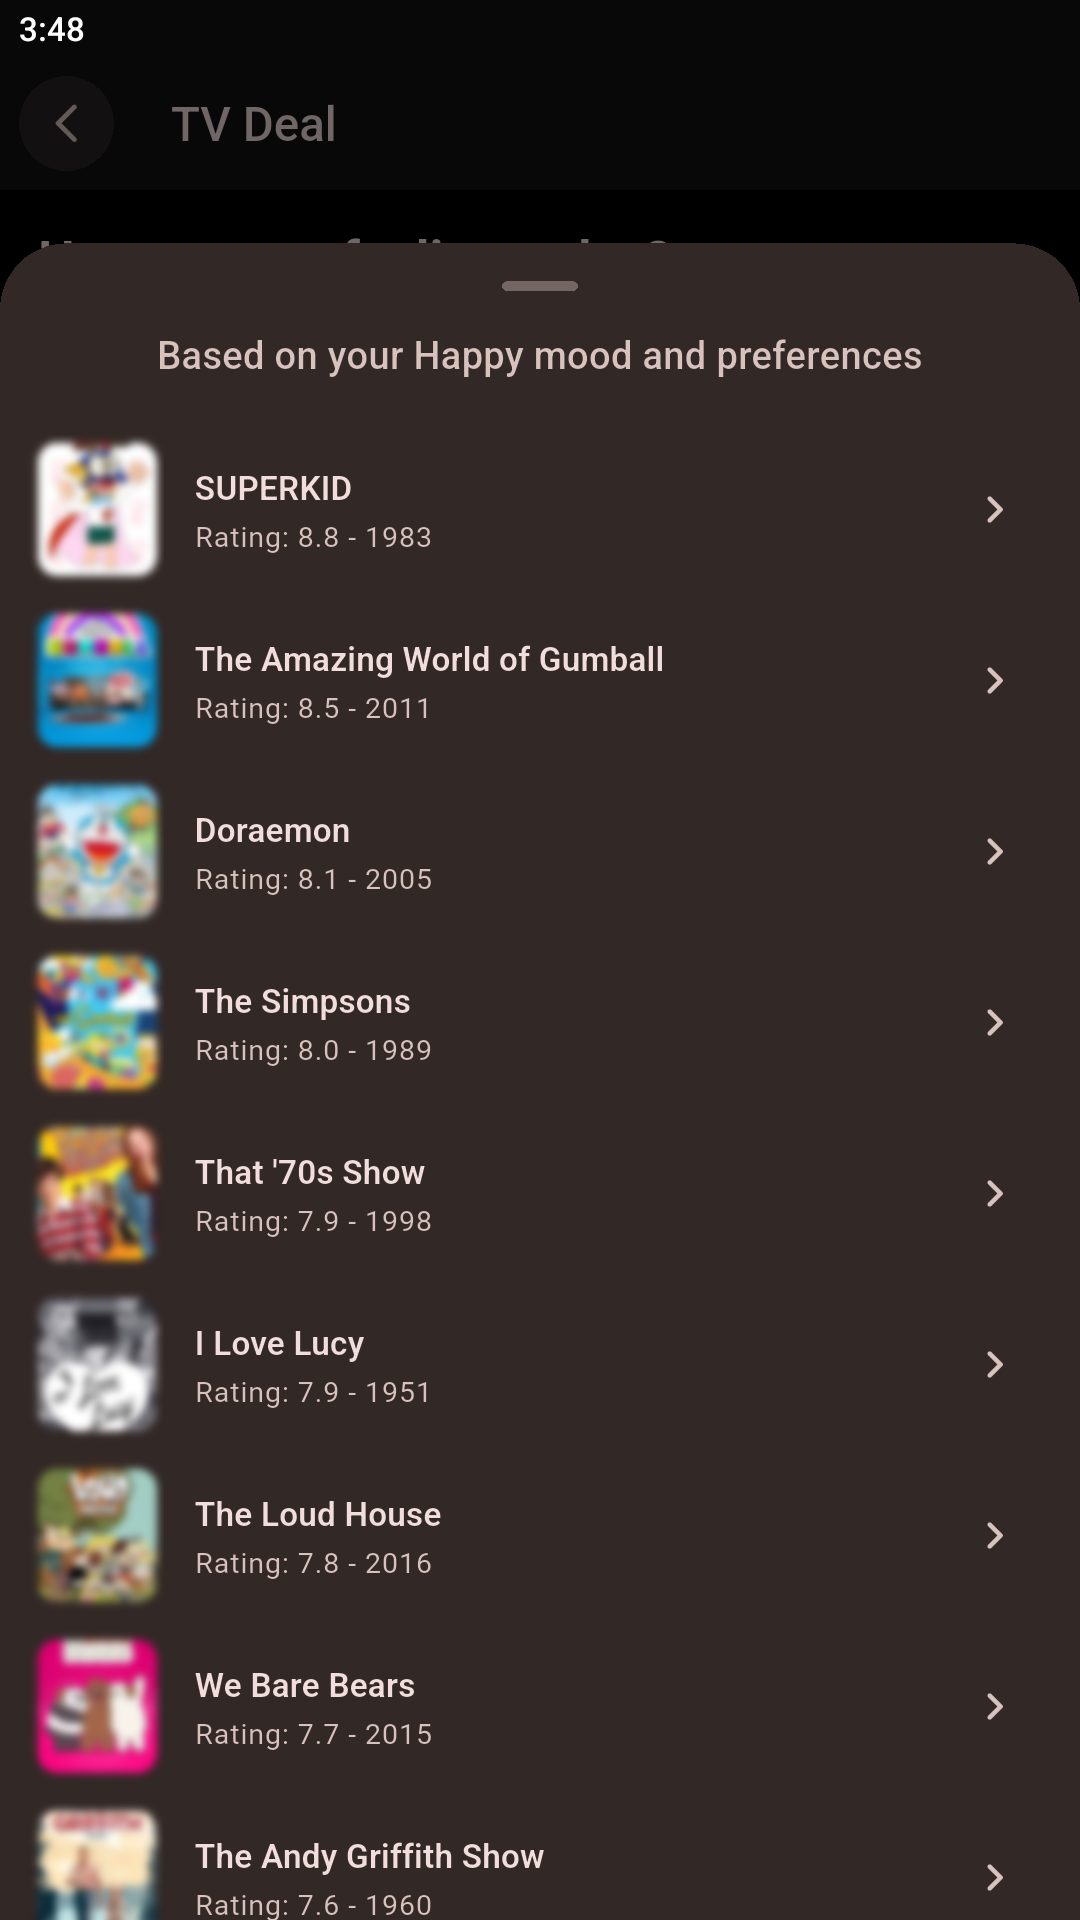 3:48
TV Deal
Based on your Happy mood and preferences
SUPERKID
Rating: 8.8 - 1983
The Amazing World of Gumball
Rating: 8.5 - 2011
Doraemon
Rating: 8.1 - 2005
The Simpsons
Rating: 8.0 - 1989
That '70s Show
Rating: 7.9 - 1998
I Love Lucy
Rating: 7.9 - 1951
The Loud House
Rating: 7.8 - 2016
We Bare Bears
Rating: 7.7 - 2015
The Andy Griffith Show
Rating: 7.6 - 1960